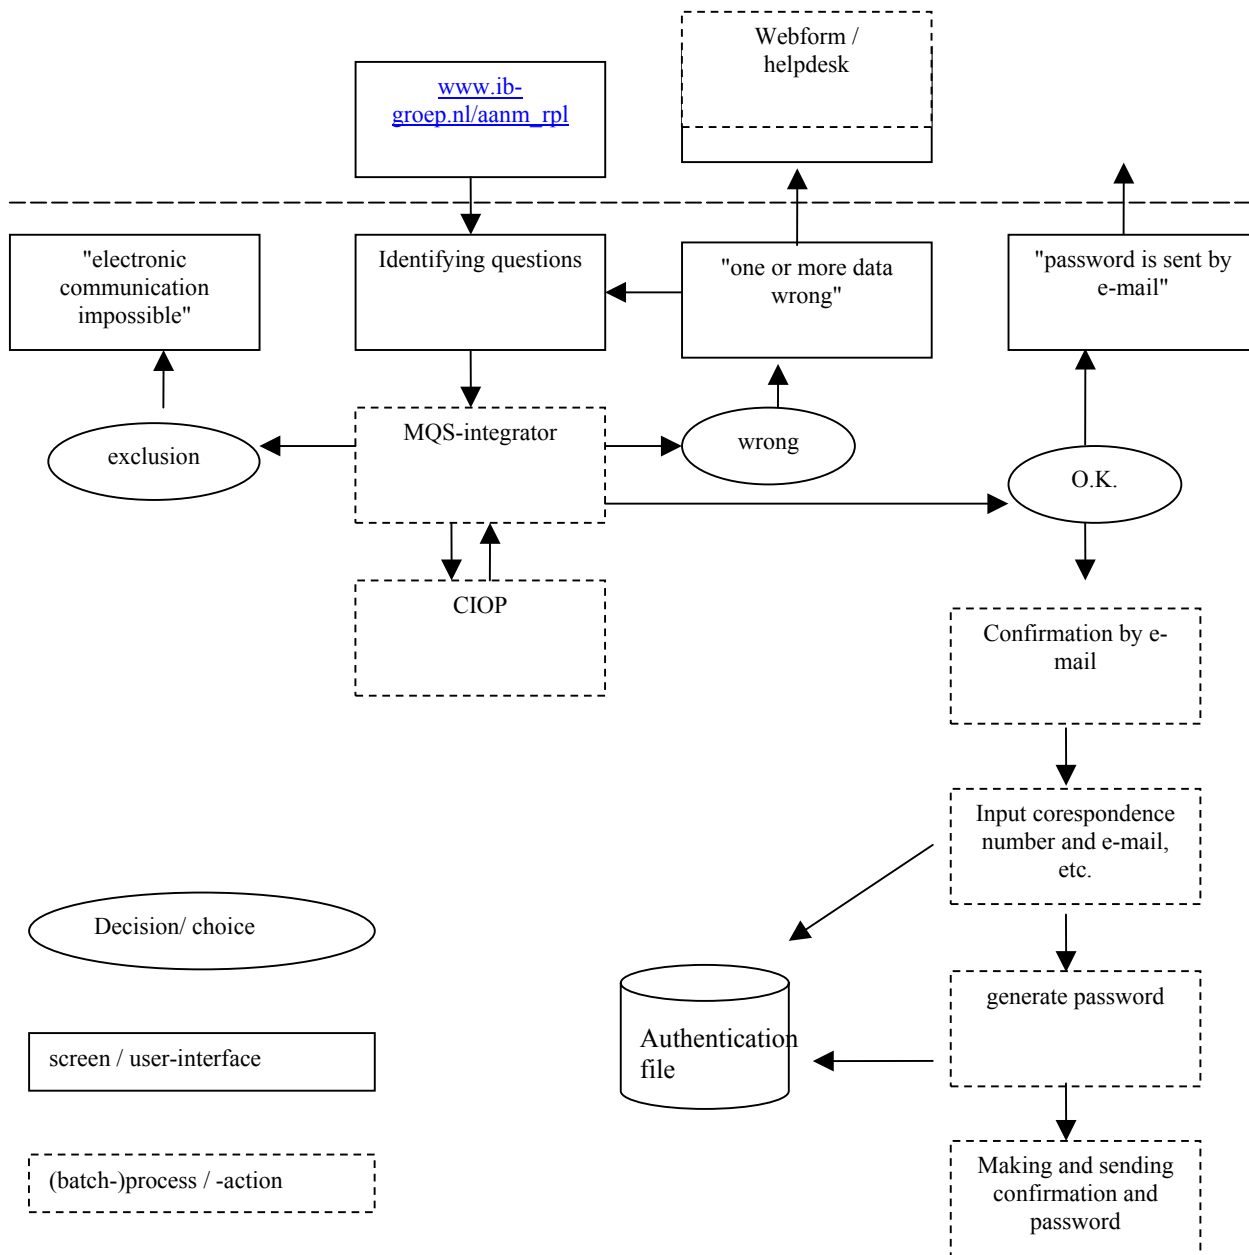 Webform /
helpdesk
www.ib-
groep.nl/aanm_rpl
"electronic
communication
impossible"
Identifying questions
"one or more data
wrong"
"password is sent by
e-mail"
exclusion
MQS-integrator
wrong
O.K.
CIOP
Confirmation by e-
mail
Input corespondence
number and e-mail,
etc.
Decision/ choice
generate password
Authentication
file
screen / user-interface
(batch-)process / -action
Making and sending
confirmation and
password